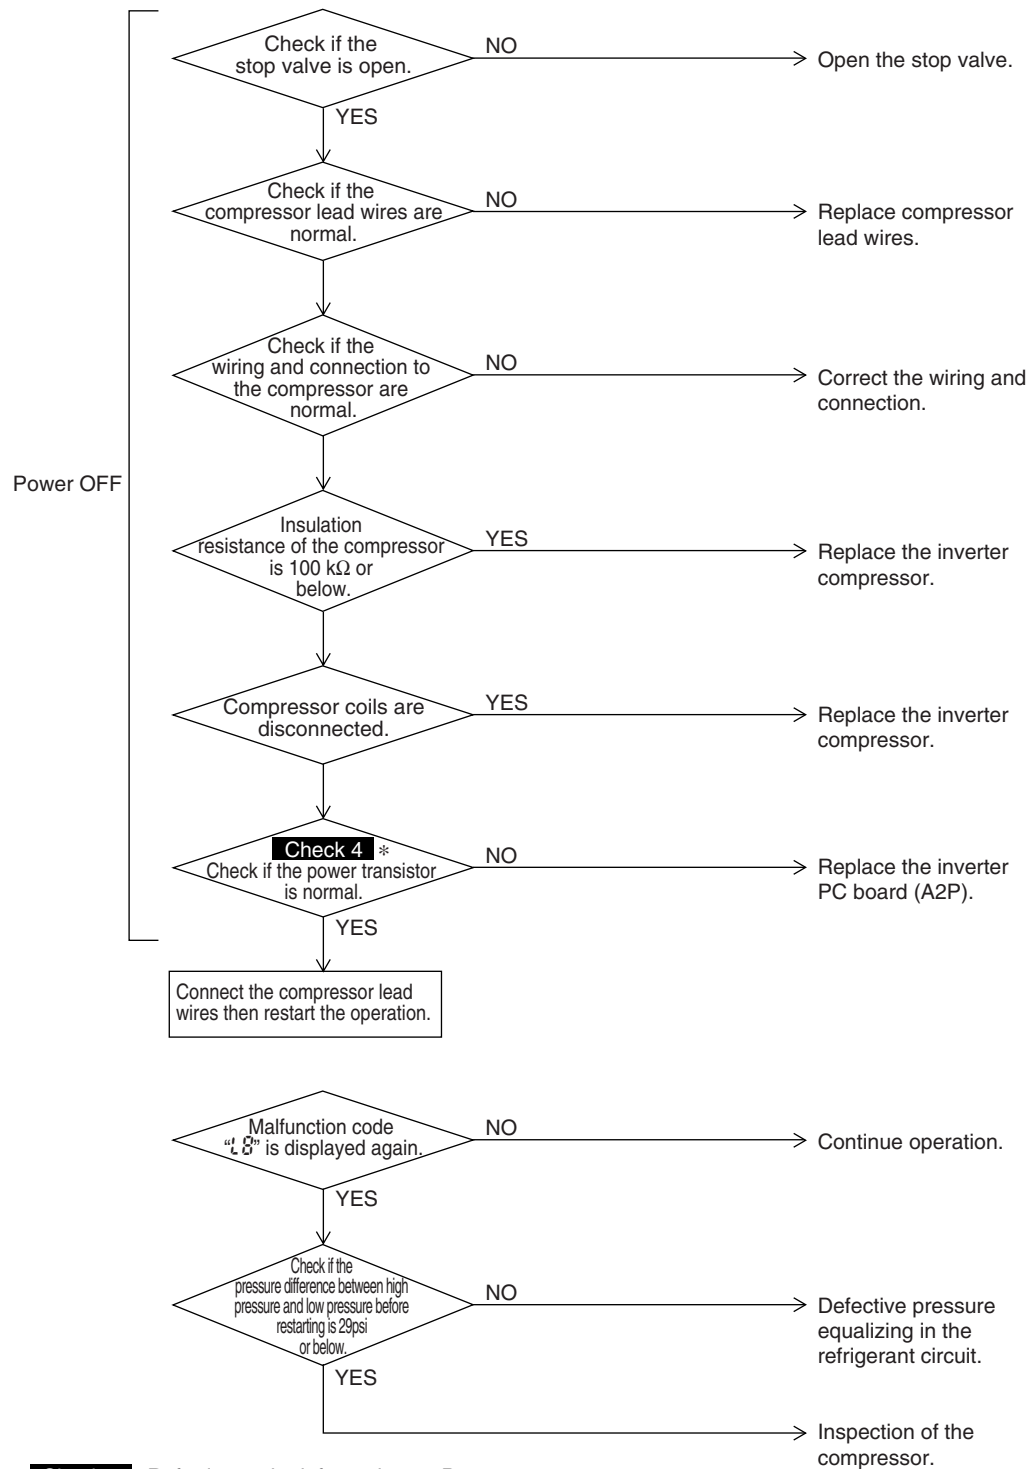 Check if the
stop valve is open.
NO
Open the stop valve.
YES
Check if the
compressor lead wires are
normal.
NO
Replace compressor
lead wires.
Check if the
wiring and connection to
the compressor are
normal.
NO
Correct the wiring and
connection.
Power OFF
Insulation
resistance of the compressor
is 100 kΩ or
below.
YES
Replace the inverter
compressor.
Compressor coils are
disconnected.
YES
Replace the inverter
compressor.
Check 4 *
Check if the power transistor
is normal.
NO
Replace the inverter
PC board (A2P).
YES
Connect the compressor lead
wires then restart the operation.
Malfunction code
“L8” is displayed again.
NO
Continue operation.
YES
Check if the
pressure difference between high
pressure and low pressure before
restarting is 29psi
or below.
NO
Defective pressure
equalizing in the
refrigerant circuit.
YES
Inspection of the
compressor.